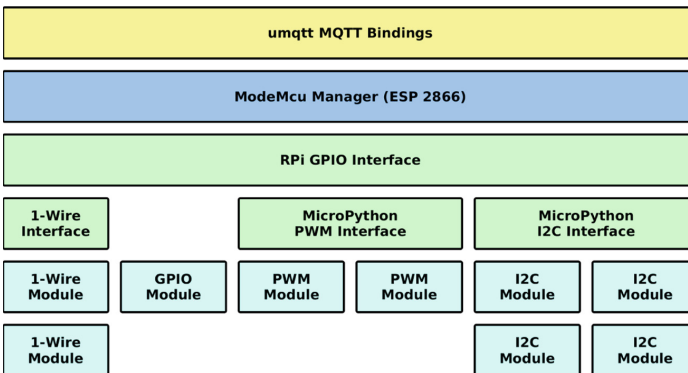 umqtt MQTT Bindings
ModeMcu Manager (ESP 2866)
RPi GPIO Interface
1-Wire
Interface
MicroPython
PWM Interface
MicroPython
I2C Interface
1-Wire
Module
GPIO
Module
PWM
Module
PWM
Module
I2C
Module
I2C
Module
1-Wire
Module
I2C
Module
I2C
Module